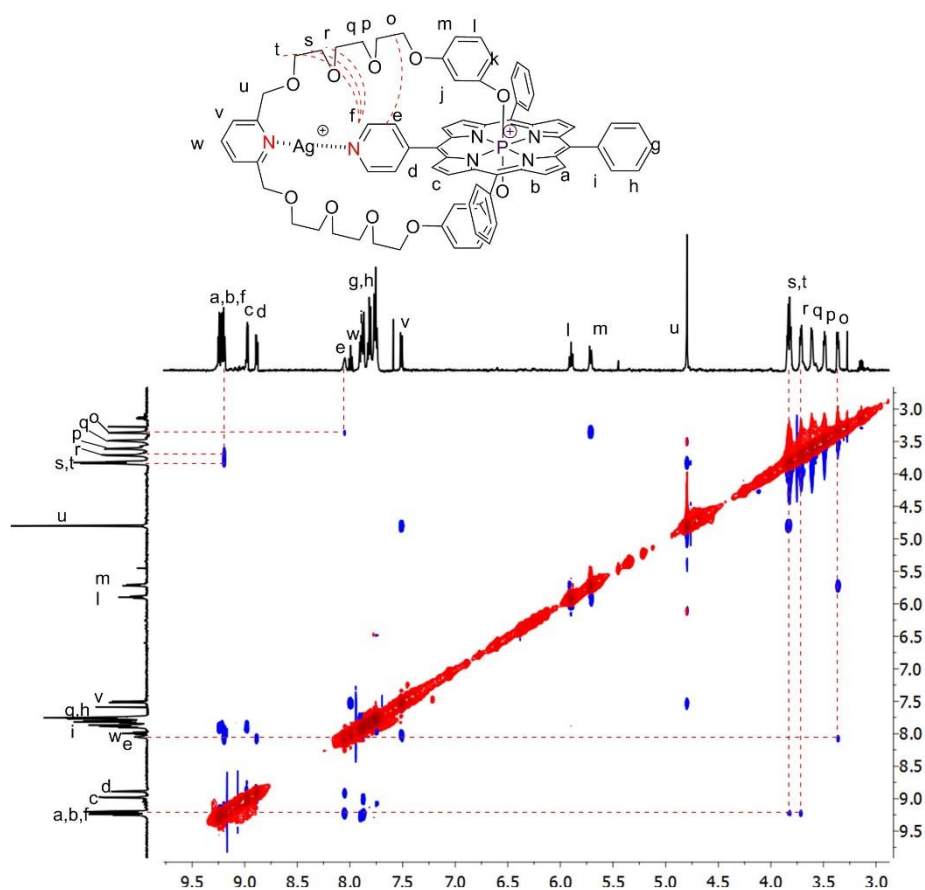 m l
r q p o
t s
k
O O O
O j O
u f e
v
N Ag ⊕ N P ⊕ N N N N
w
d c b a g
i h
O
O O O O
a,b,f c d e w i g,h v l m u s,t r q p o
q o
p
r
s,t
u
m
l
v
q,h
i
w e
d
c
a,b,f
3.0
3.5
4.0
4.5
5.0
5.5
6.0
6.5
7.0
7.5
8.0
8.5
9.0
9.5
9.5 9.0 8.5 8.0 7.5 7.0 6.5 6.0 5.5 5.0 4.5 4.0 3.5 3.0